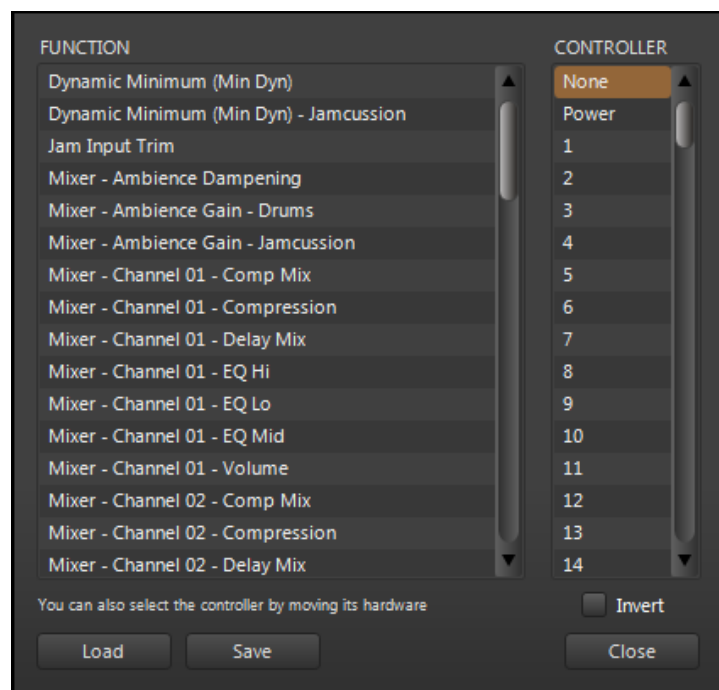 FUNCTION
Dynamic Minimum (Min Dyn)
Dynamic Minimum (Min Dyn) - Jamcussion
Jam Input Trim
Mixer - Ambience Dampening
Mixer - Ambience Gain - Drums
Mixer - Ambience Gain - Jamcussion
Mixer - Channel 01 - Comp Mix
Mixer - Channel 01 - Compression
Mixer - Channel 01 - Delay Mix
Mixer - Channel 01 - EQ Hi
Mixer - Channel 01 - EQ Lo
Mixer - Channel 01 - EQ Mid
Mixer - Channel 01 - Volume
Mixer - Channel 02 - Comp Mix
Mixer - Channel 02 - Compression
Mixer - Channel 02 - Delay Mix
CONTROLLER
None
Power
1
2
3
4
5
6
7
8
9
10
11
12
13
14
You can also select the controller by moving its hardware
Invert
Load
Save
Close